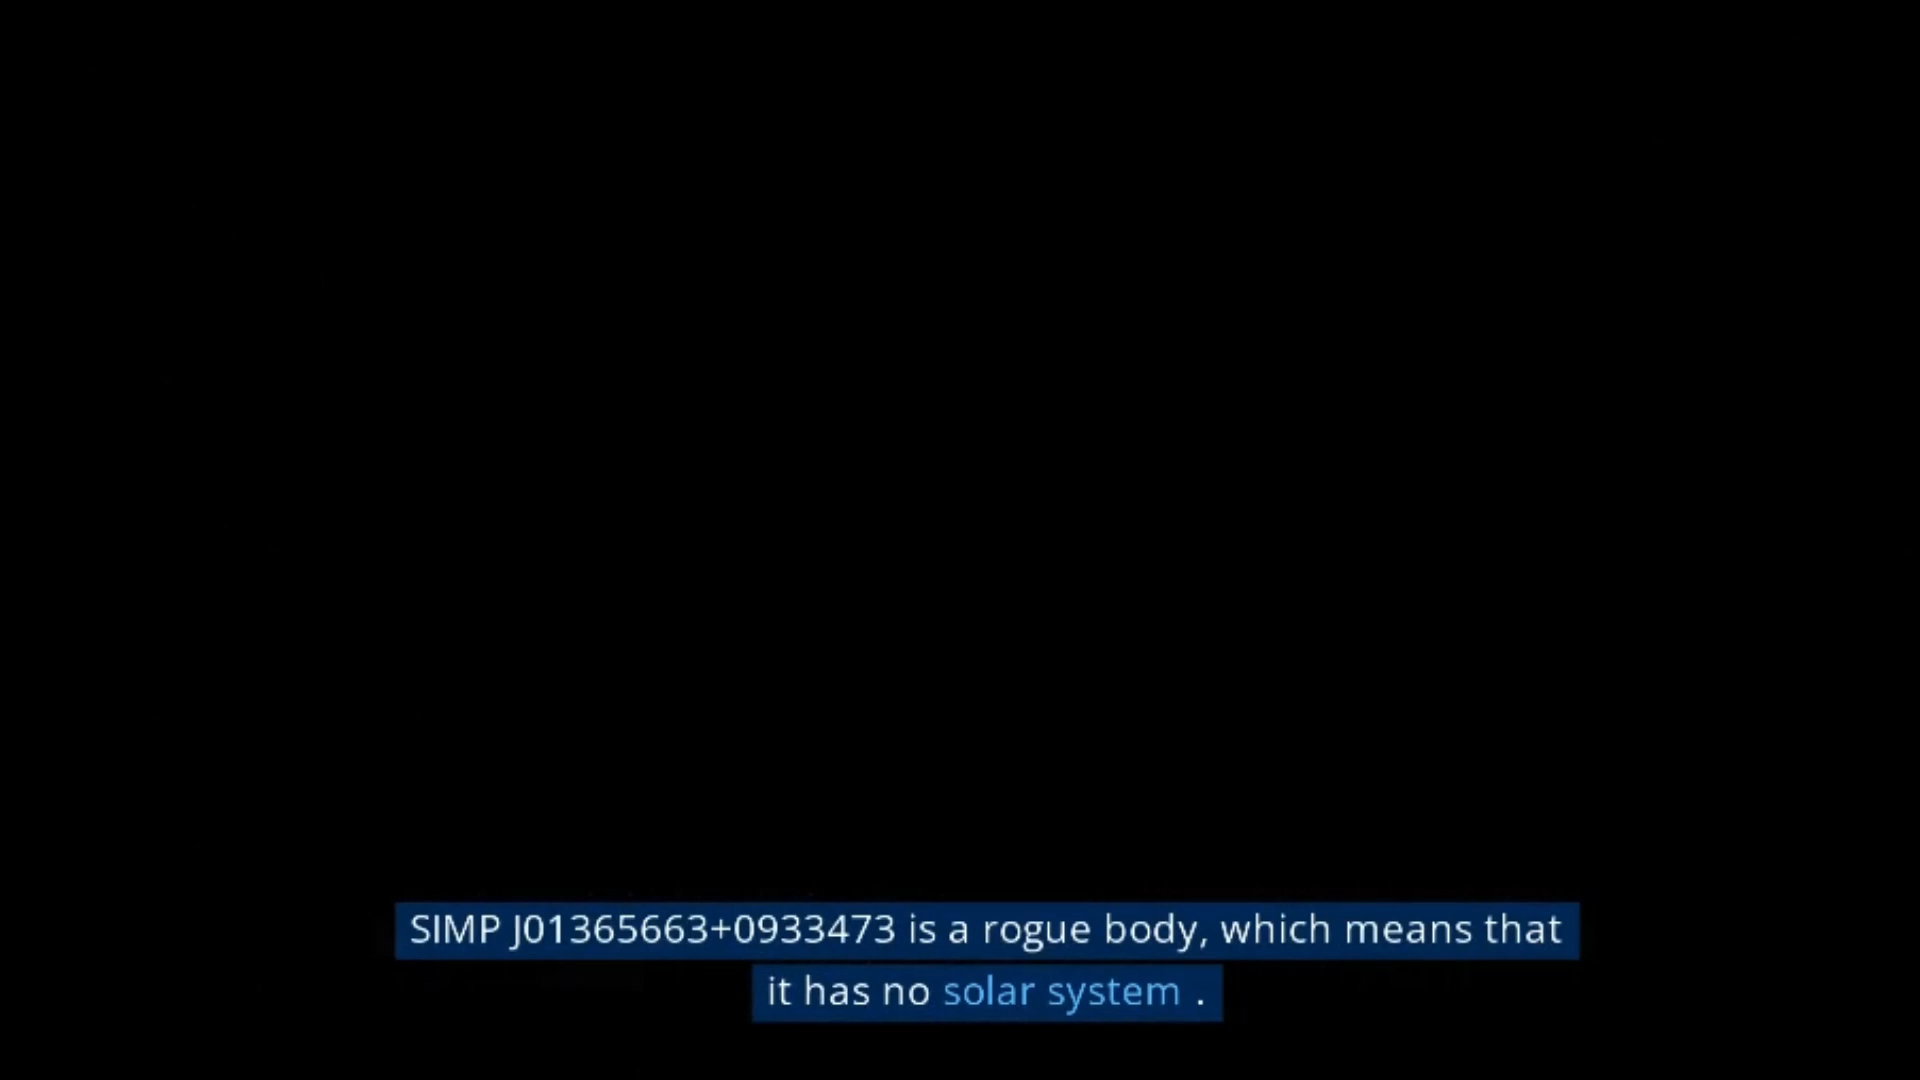 SIMP J01365663+0933473 is a rogue body, which means that
it has no solar system .